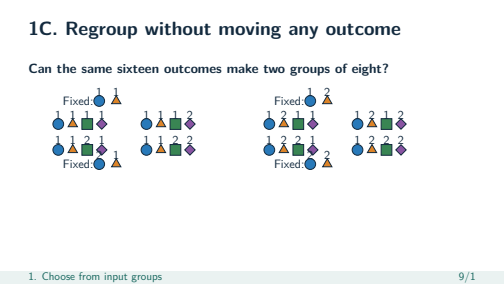 1C. Regroup without moving any outcome
Can the same sixteen outcomes make two groups of eight?
1 1 1 2
Fixed: Fixed:
1 1 1 1 1 1 1 2 1 2 1 1 1 2 1 2
1 1 2 1 1 1 2 2 1 2 2 1 1 2 2 2
1 2
Fixed: Fixed:
1. Choose from input groups 9/1